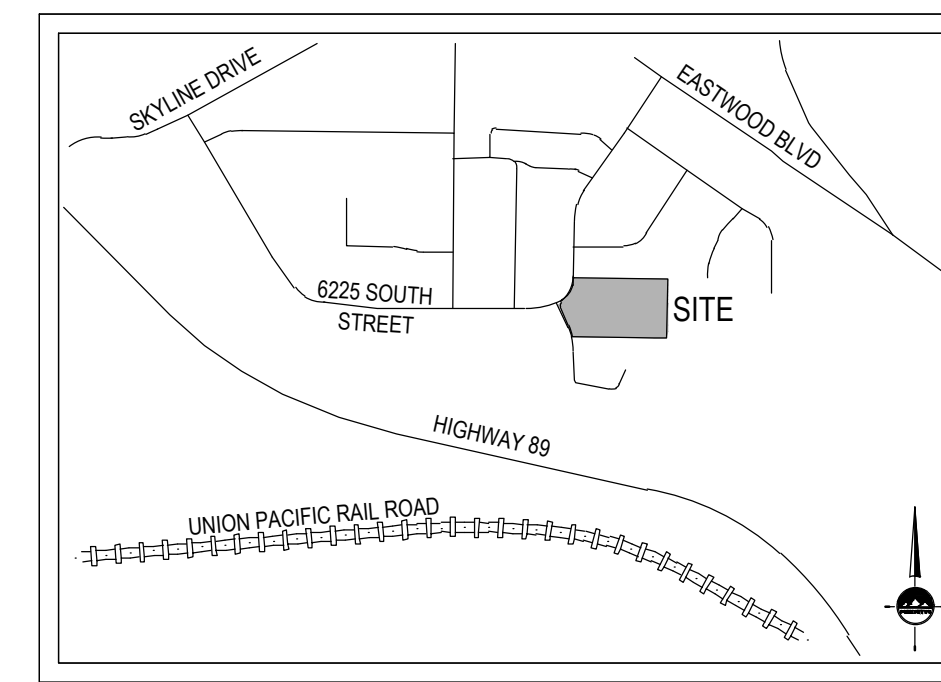 SKYLINE DRIVE
EASTWOOD BLVD
6225 SOUTH
STREET
SITE
HIGHWAY 89
UNION PACIFIC RAIL ROAD